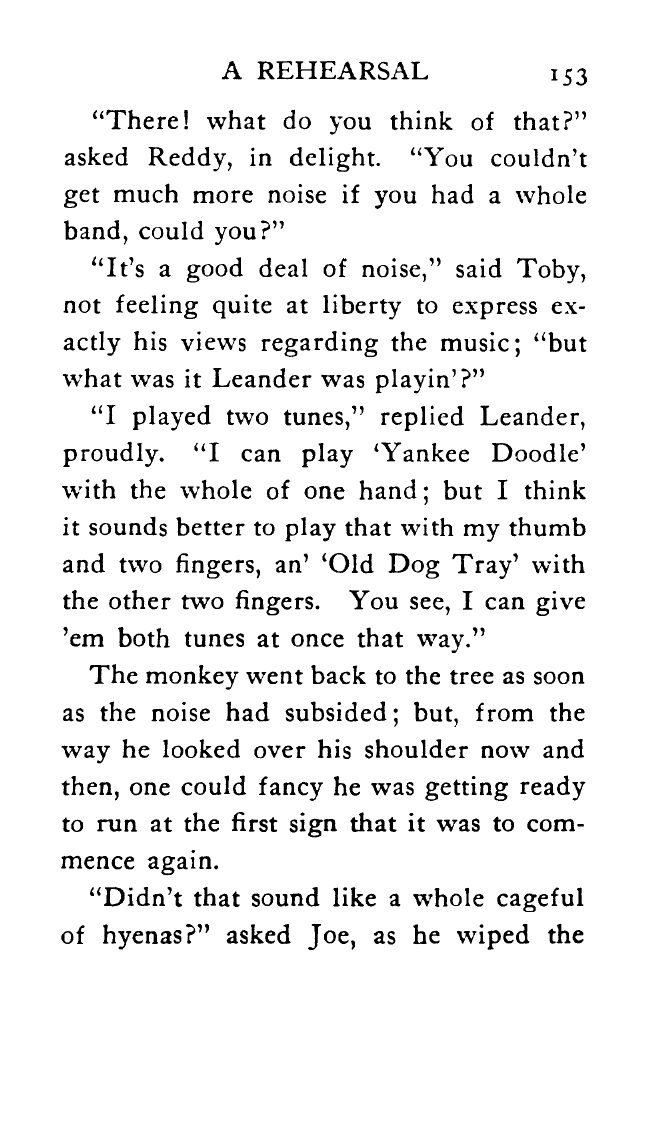 A REHEARSAL 153
“There! what do you think of that?”
asked Reddy, in delight. “You couldn’t
get much more noise if you had a whole
band, could you?”
“It’s a good deal of noise,” said Toby,
not feeling quite at liberty to express ex-
actly his views regarding the music; “but
what was it Leander was playin’?”
“I played two tunes,” replied Leander,
proudly. “I can play ‘Yankee Doodle’
with the whole of one hand; but I think
it sounds better to play that with my thumb
and two fingers, an’ ‘Old Dog Tray’ with
the other two fingers. You see, I can give
’em both tunes at once that way.”
The monkey went back to the tree as soon
as the noise had subsided; but, from the
way he looked over his shoulder now and
then, one could fancy he was getting ready
to run at the first sign that it was to com-
mence again.
“Didn’t that sound like a whole cageful
of hyenas?” asked Joe, as he wiped the